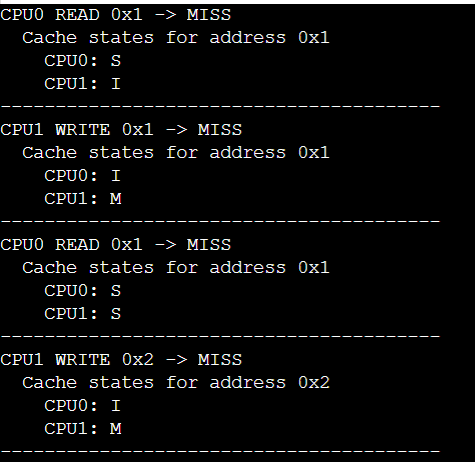 CPU0 READ 0x1 -> MISS
  Cache states for address 0x1
    CPU0: S
    CPU1: I
----------------------------------------
CPU1 WRITE 0x1 -> MISS
  Cache states for address 0x1
    CPU0: I
    CPU1: M
----------------------------------------
CPU0 READ 0x1 -> MISS
  Cache states for address 0x1
    CPU0: S
    CPU1: S
----------------------------------------
CPU1 WRITE 0x2 -> MISS
  Cache states for address 0x2
    CPU0: I
    CPU1: M
----------------------------------------